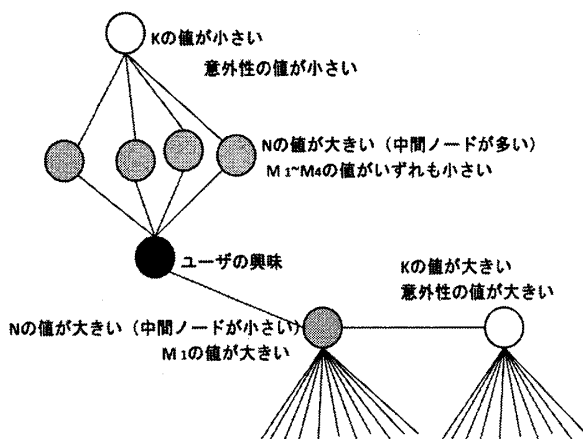 Kの値が小さい
意外性の値が小さい
Nの値が大きい（中間ノードが多い）
M1~M4の値がいずれも小さい
ユーザの興味
Kの値が大きい
意外性の値が大きい
Nの値が大きい（中間ノードが小さい）
M1の値が大きい